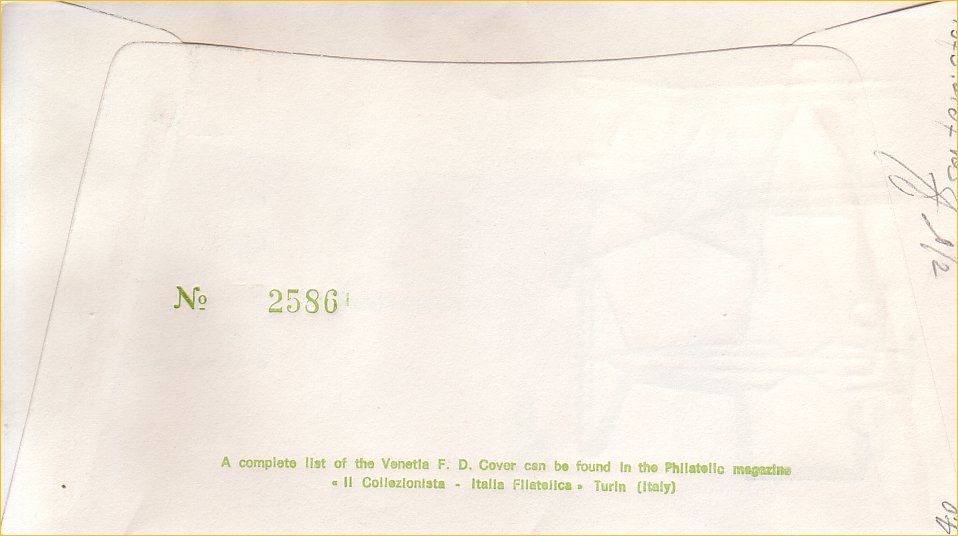 № 2586
A complete list of the Venetia F. D. Cover can be found in the Philatelic magazine
« Il Collezionista - Italia Filatelica » Turin (Italy)